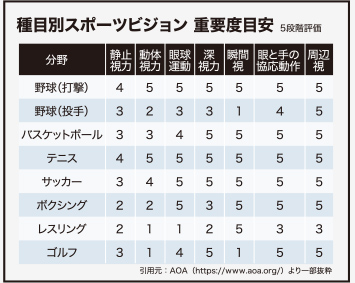 種目別スポーツビジョン 重要度目安 5段階評価
分野 静止視力 動体視力 眼球運動 深視力 瞬間視 眼と手の協応動作 周辺視
野球(打撃) 4 5 5 5 5 5 5
野球(投手) 3 2 3 3 1 4 5
バスケットボール 3 3 4 5 5 5 5
テニス 4 5 5 5 5 5 5
サッカー 3 4 5 5 5 5 5
ボクシング 2 2 5 3 5 5 5
レスリング 2 1 1 2 5 3 3
ゴルフ 3 1 4 5 1 5 5
引用元:AOA(https://www.aoa.org/)より一部抜粋